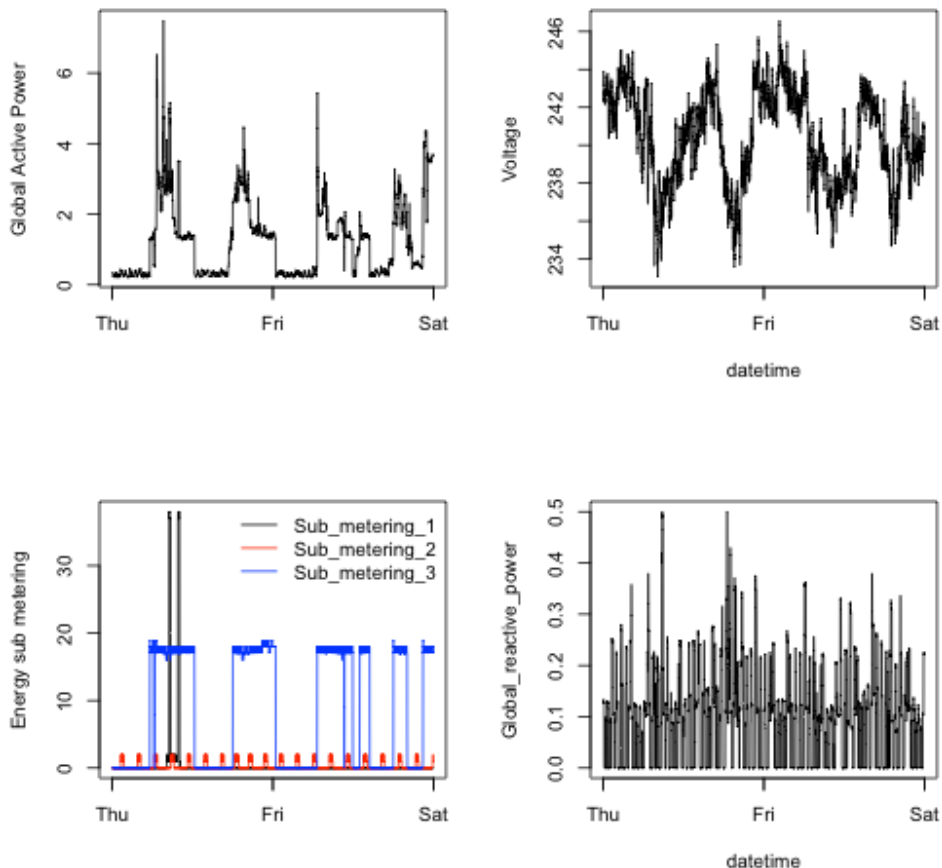 Global Active Power
6
4
2
0
Thu Fri Sat
Voltage
246
242
238
234
Thu Fri Sat
datetime
Energy sub metering
30
20
10
0
Sub_metering_1
Sub_metering_2
Sub_metering_3
Thu Fri Sat
Global_reactive_power
0.5
0.4
0.3
0.2
0.1
0.0
Thu Fri Sat
datetime